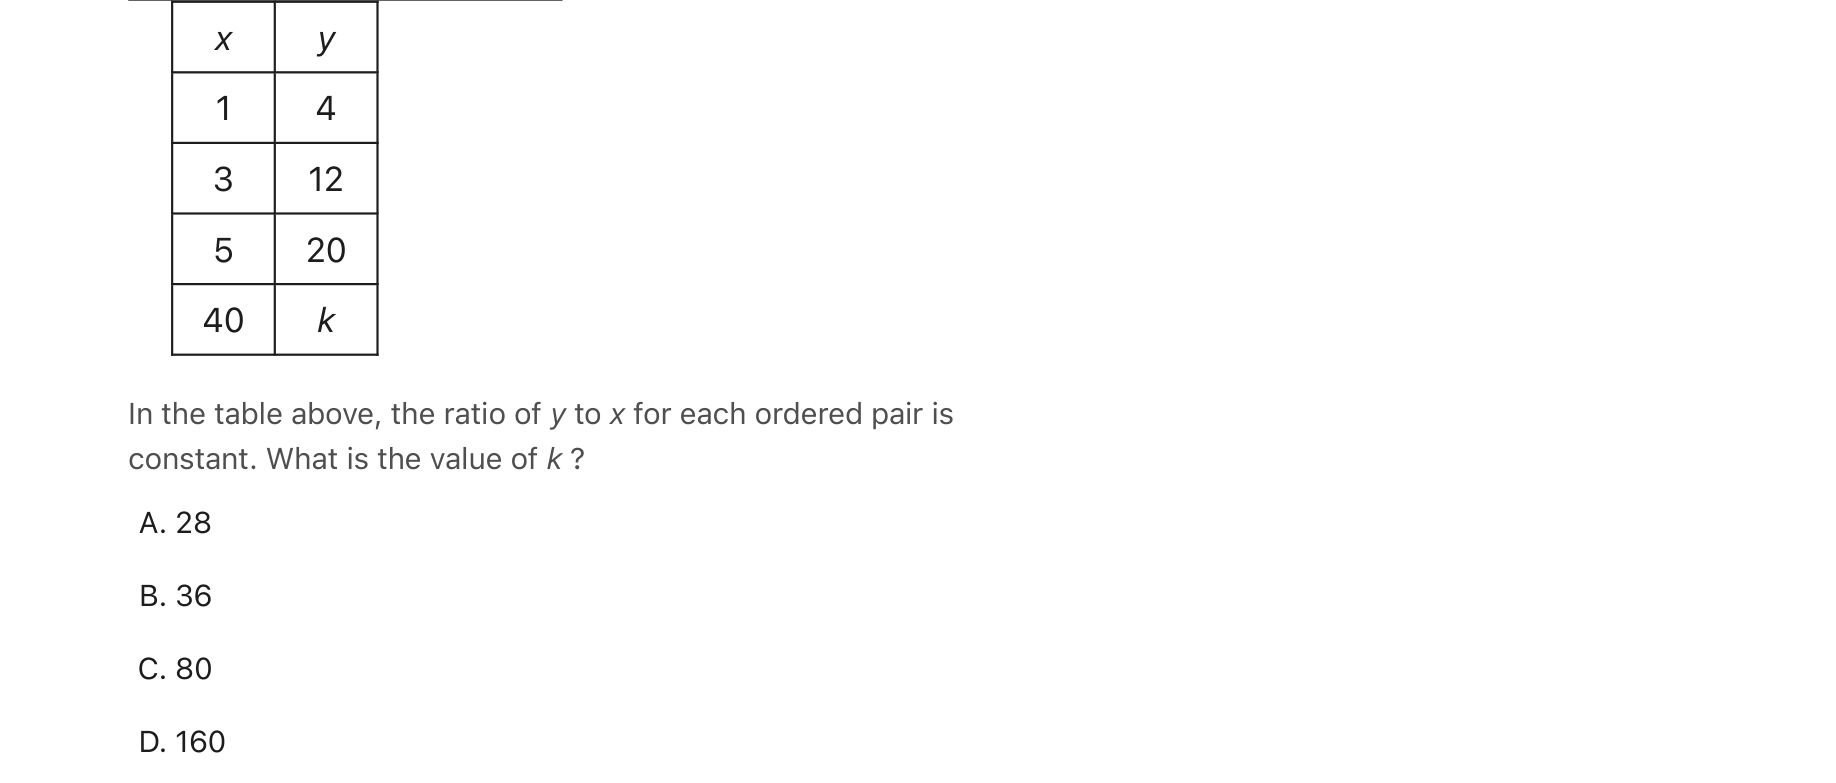 x y
1 4
3 12
5 20
40 k
In the table above, the ratio of y to x for each ordered pair is
constant. What is the value of k ?
A. 28
B. 36
C. 80
D. 160